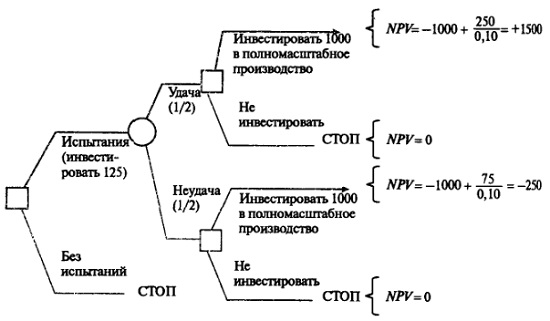 Инвестировать 1000
в полномасштабное
производство
NPV= −1000 + 250/0,10 = +1500
Удача
(1/2)
Не
инвестировать
СТОП
NPV = 0
Испытания
(инвести-
ровать 125)
Неудача
(1/2)
Инвестировать 1000
в полномасштабное
производство
NPV= −1000 + 75/0,10 = −250
Не
инвестировать
СТОП
NPV = 0
Без
испытаний
СТОП